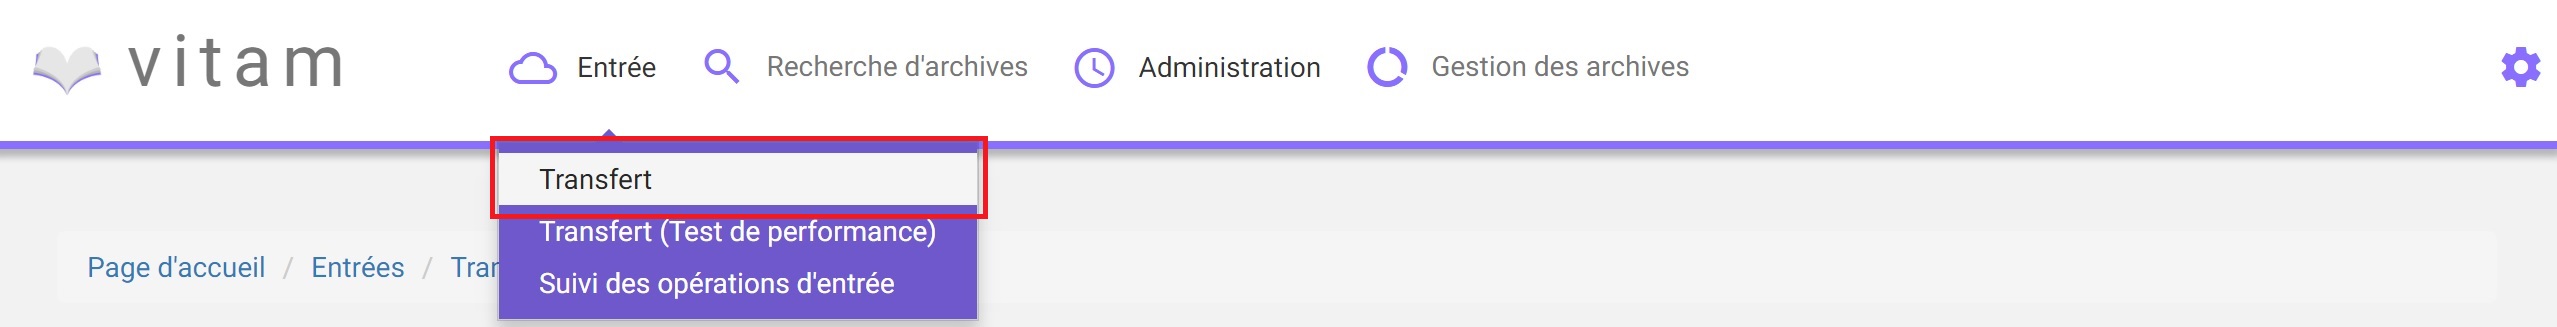 vitam
Entrée Recherche d'archives Administration Gestion des archives
Transfert
Transfert (Test de performance)
Page d'accueil / Entrées /
Suivi des opérations d'entrée